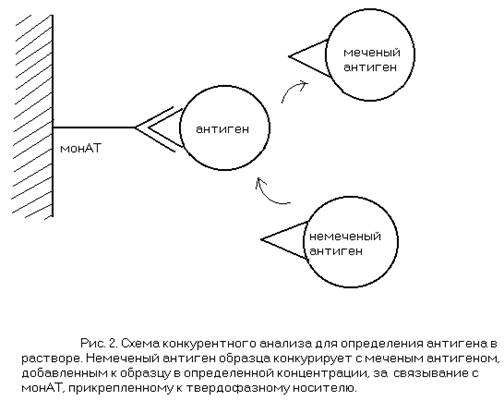 меченый
антиген
антиген
монАТ
немеченый
антиген
Рис. 2. Схема конкурентного анализа для определения антигена в
растворе. Немеченый антиген образца конкурирует с меченым антигеном,
добавленным к образцу в определенной концентрации, за связывание с
монАТ, прикрепленному к твердофазному носителю.